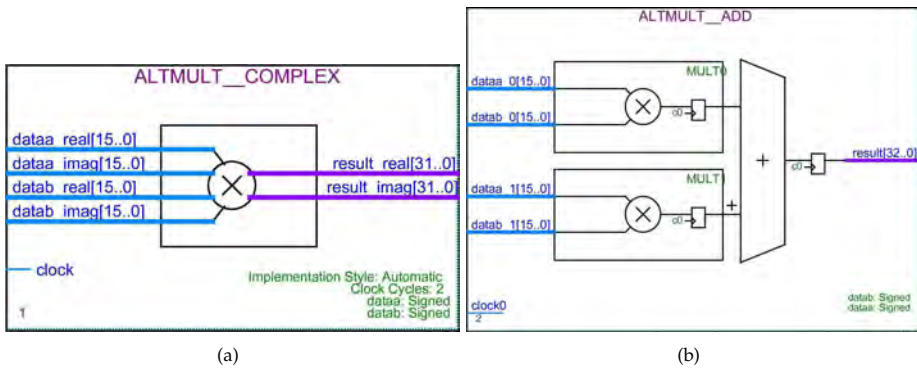 ALTMULT__COMPLEX
dataa_real[15..0]
dataa_imag[15..0]
datab_real[15..0]
datab_imag[15..0]
result_real[31..0]
result_imag[31..0]
clock
Implementation Style: Automatic
Clock Cycles: 2
dataa: Signed
datab: Signed
1
(a)
ALTMULT__ADD
MULT0
dataa_0[15..0]
datab_0[15..0]
c0
MULT1
dataa_1[15..0]
datab_1[15..0]
c0
+
+
c0
result[32..0]
clock0
2
datab: Signed
dataa: Signed
(b)